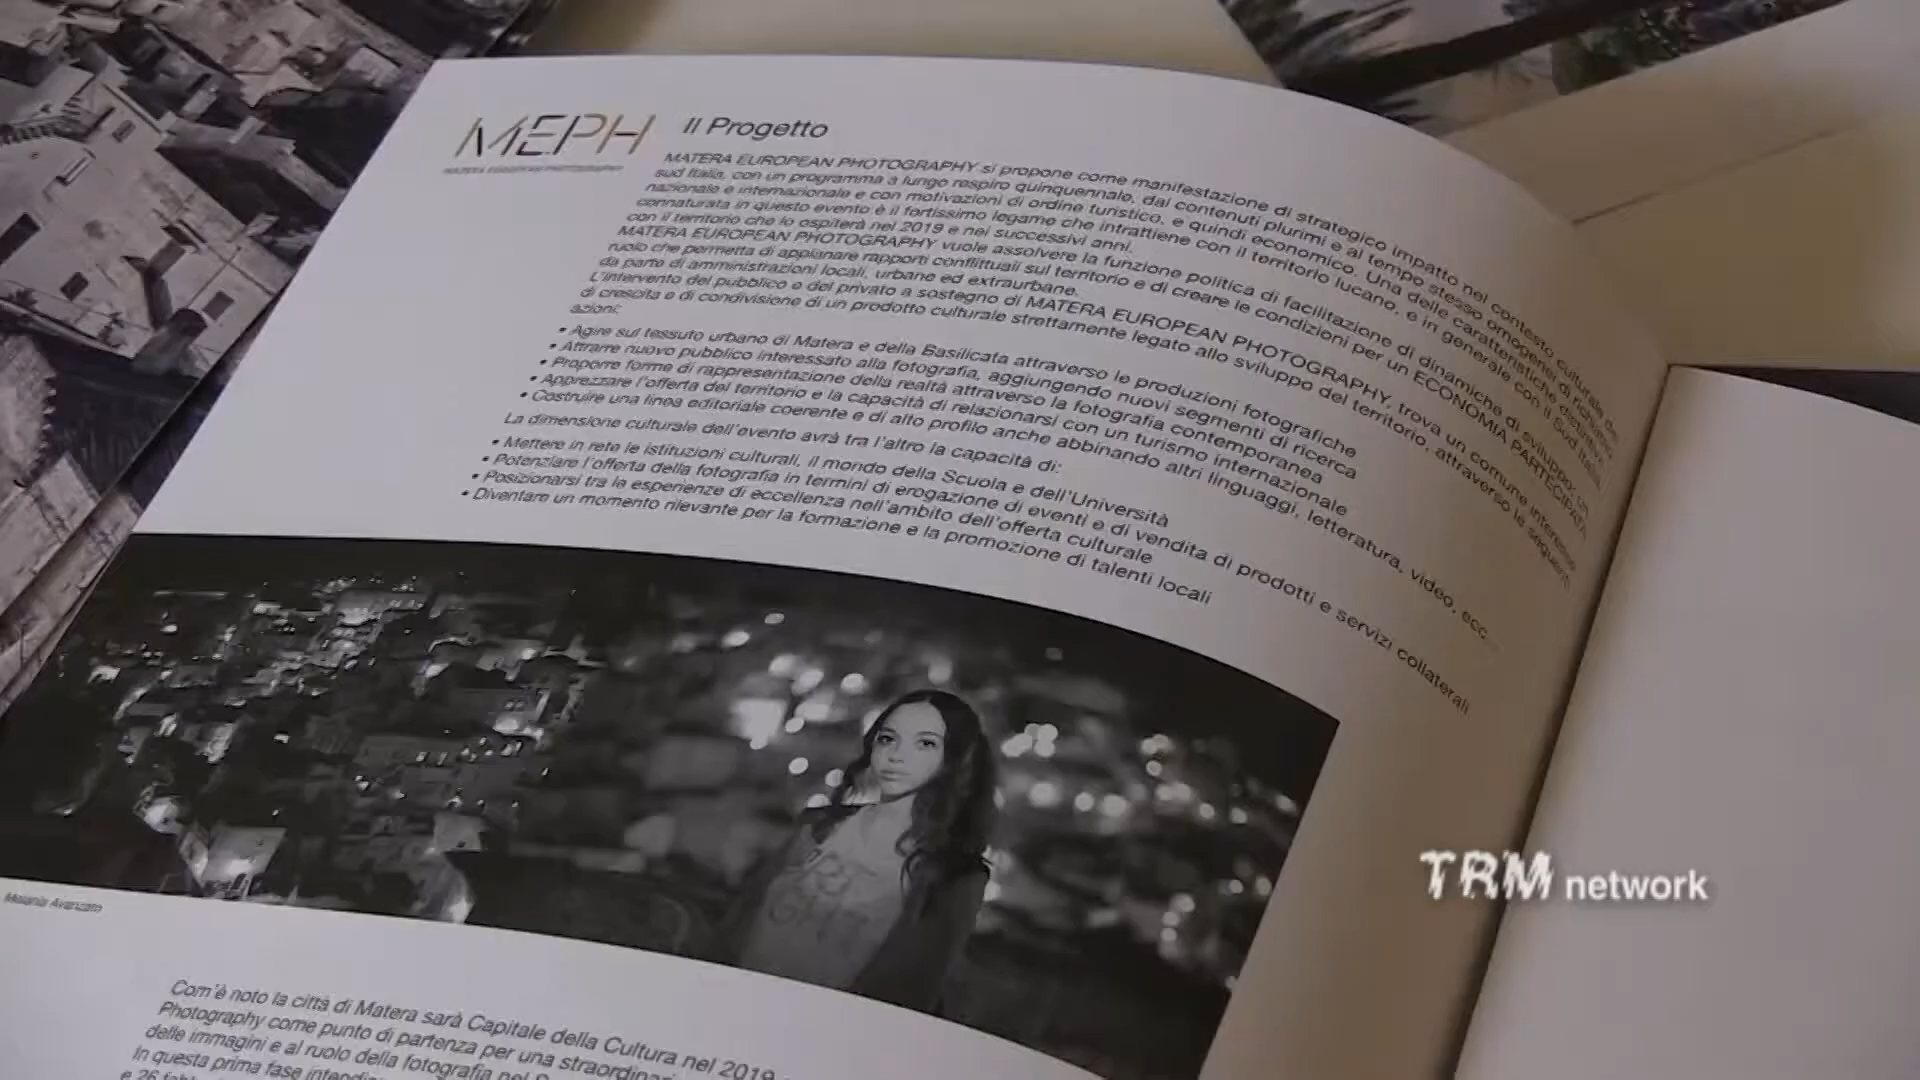 MEPH
MATERA EUROPEAN PHOTOGRAPHY
Il Progetto
MATERA EUROPEAN PHOTOGRAPHY si propone come manifestazione di strategico impatto nel contesto culturale del
sud Italia, con un programma a lungo respiro quinquennale, dai contenuti plurimi e al tempo stesso omogenei di richiamo
nazionale e internazionale e con motivazioni di ordine turistico, e quindi economico. Una delle caratteristiche distintive
connaturata in questo evento è il fortissimo legame che intrattiene con il territorio lucano, e in generale con il Sud Italia,
con il territorio che lo ospiterà nel 2019 e nei successivi anni.
MATERA EUROPEAN PHOTOGRAPHY vuole assolvere la funzione politica di facilitazione di dinamiche di sviluppo: un
ruolo che permetta di appianare rapporti conflittuali sul territorio e di creare le condizioni per un ECONOMIA PARTECIPATA
da parte di amministrazioni locali, urbane ed extraurbane.
L'intervento del pubblico e del privato a sostegno di MATERA EUROPEAN PHOTOGRAPHY, trova un comune interesse
di crescita e di condivisione di un prodotto culturale strettamente legato allo sviluppo del territorio, attraverso le seguenti
azioni:
• Agire sul tessuto urbano di Matera e della Basilicata attraverso le produzioni fotografiche
• Attrarre nuovo pubblico interessato alla fotografia, aggiungendo nuovi segmenti di ricerca
• Proporre forme di rappresentazione della realtà attraverso la fotografia contemporanea
• Apprezzare l'offerta del territorio e la capacità di relazionarsi con un turismo internazionale
• Costruire una linea editoriale coerente e di alto profilo anche abbinando altri linguaggi, letteratura, video, ecc...
La dimensione culturale dell'evento avrà tra l'altro la capacità di:
• Mettere in rete le istituzioni culturali, il mondo della Scuola e dell'Università
• Potenziare l'offerta della fotografia in termini di erogazione di eventi e di vendita di prodotti e servizi collaterali
• Posizionarsi tra la esperienze di eccellenza nell'ambito dell'offerta culturale
• Diventare un momento rilevante per la formazione e la promozione di talenti locali
Melania Avanzam
TRM network
Com'è noto la città di Matera sarà Capitale della Cultura nel 2019
Photography come punto di partenza per una
delle immagini e al ruolo della fotografia nel
In questa prima fase
e 26